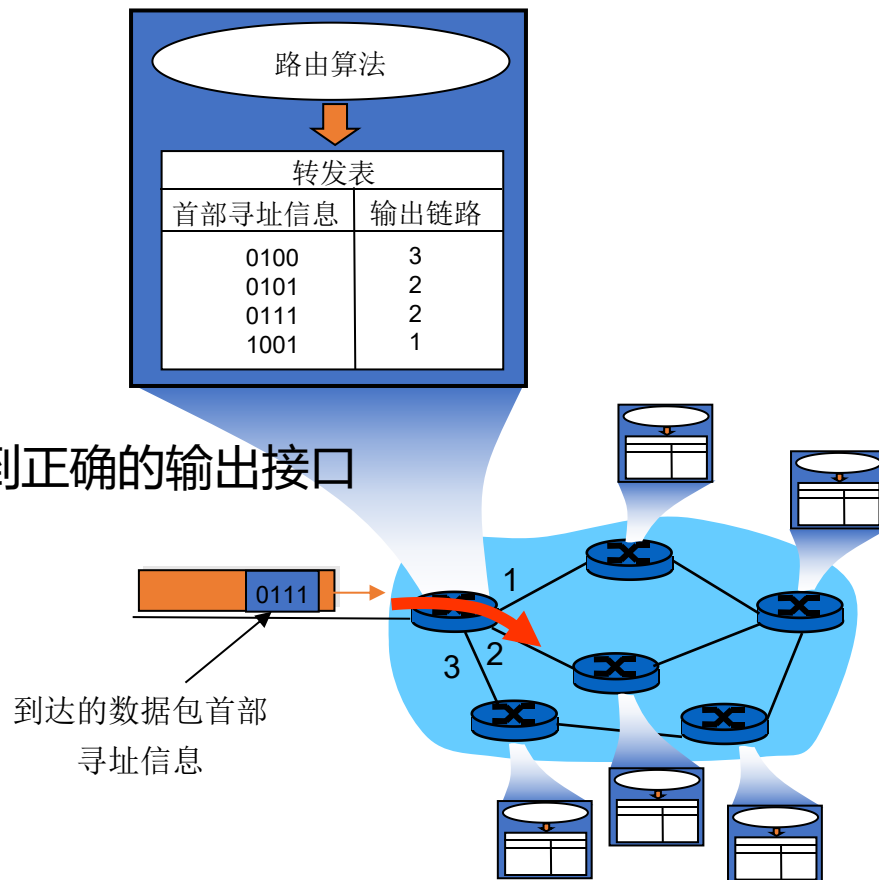 路由算法
转发表
首部寻址信息 输出链路
0100 3
0101 2
0111 2
1001 1
到正确的输出接口
0111
1
2
3
到达的数据包首部
寻址信息